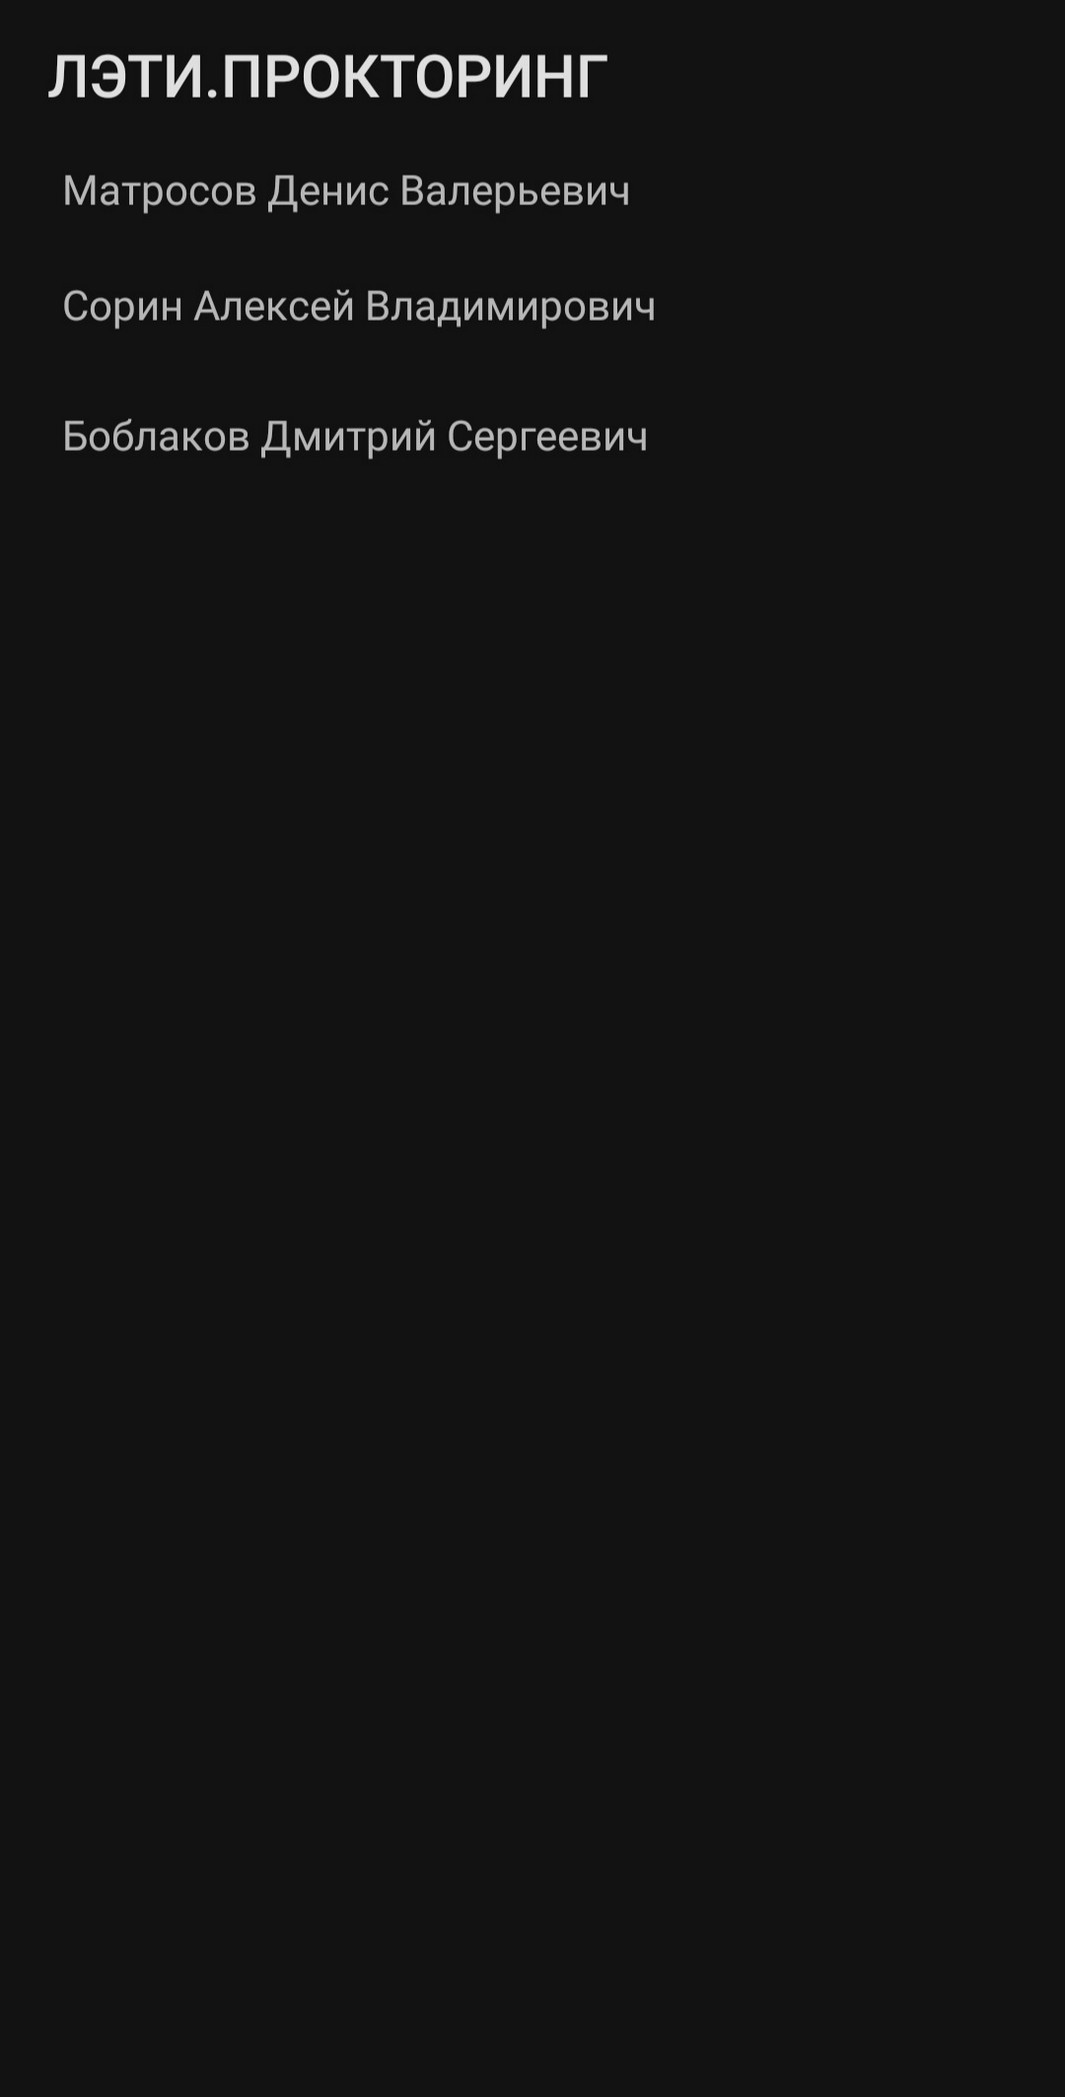 ЛЭТИ.ПРОКТОРИНГ
Матросов Денис Валерьевич
Сорин Алексей Владимирович
Боблаков Дмитрий Сергеевич